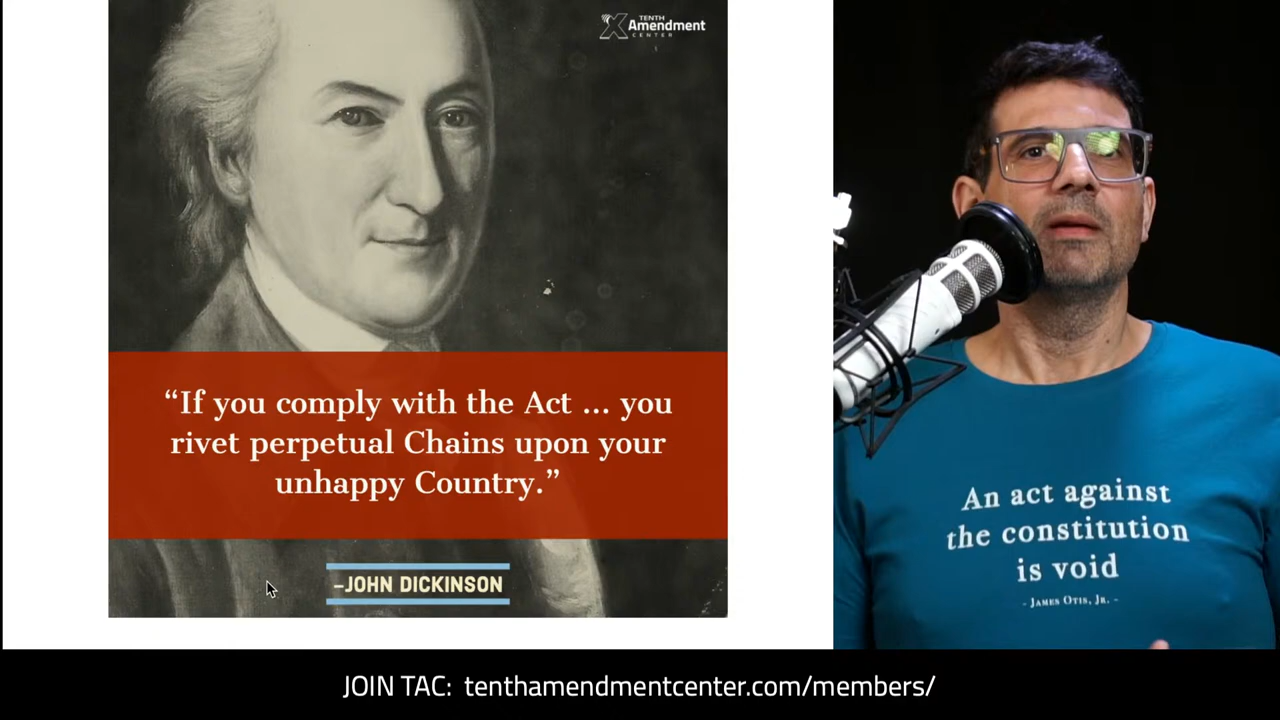 TENTH
Amendment
CENTER
“If you comply with the Act ... you
rivet perpetual Chains upon your
unhappy Country.”
–JOHN DICKINSON
An act against
the constitution
is void
- JAMES OTIS, JR. -
JOIN TAC: tenthamendmentcenter.com/members/